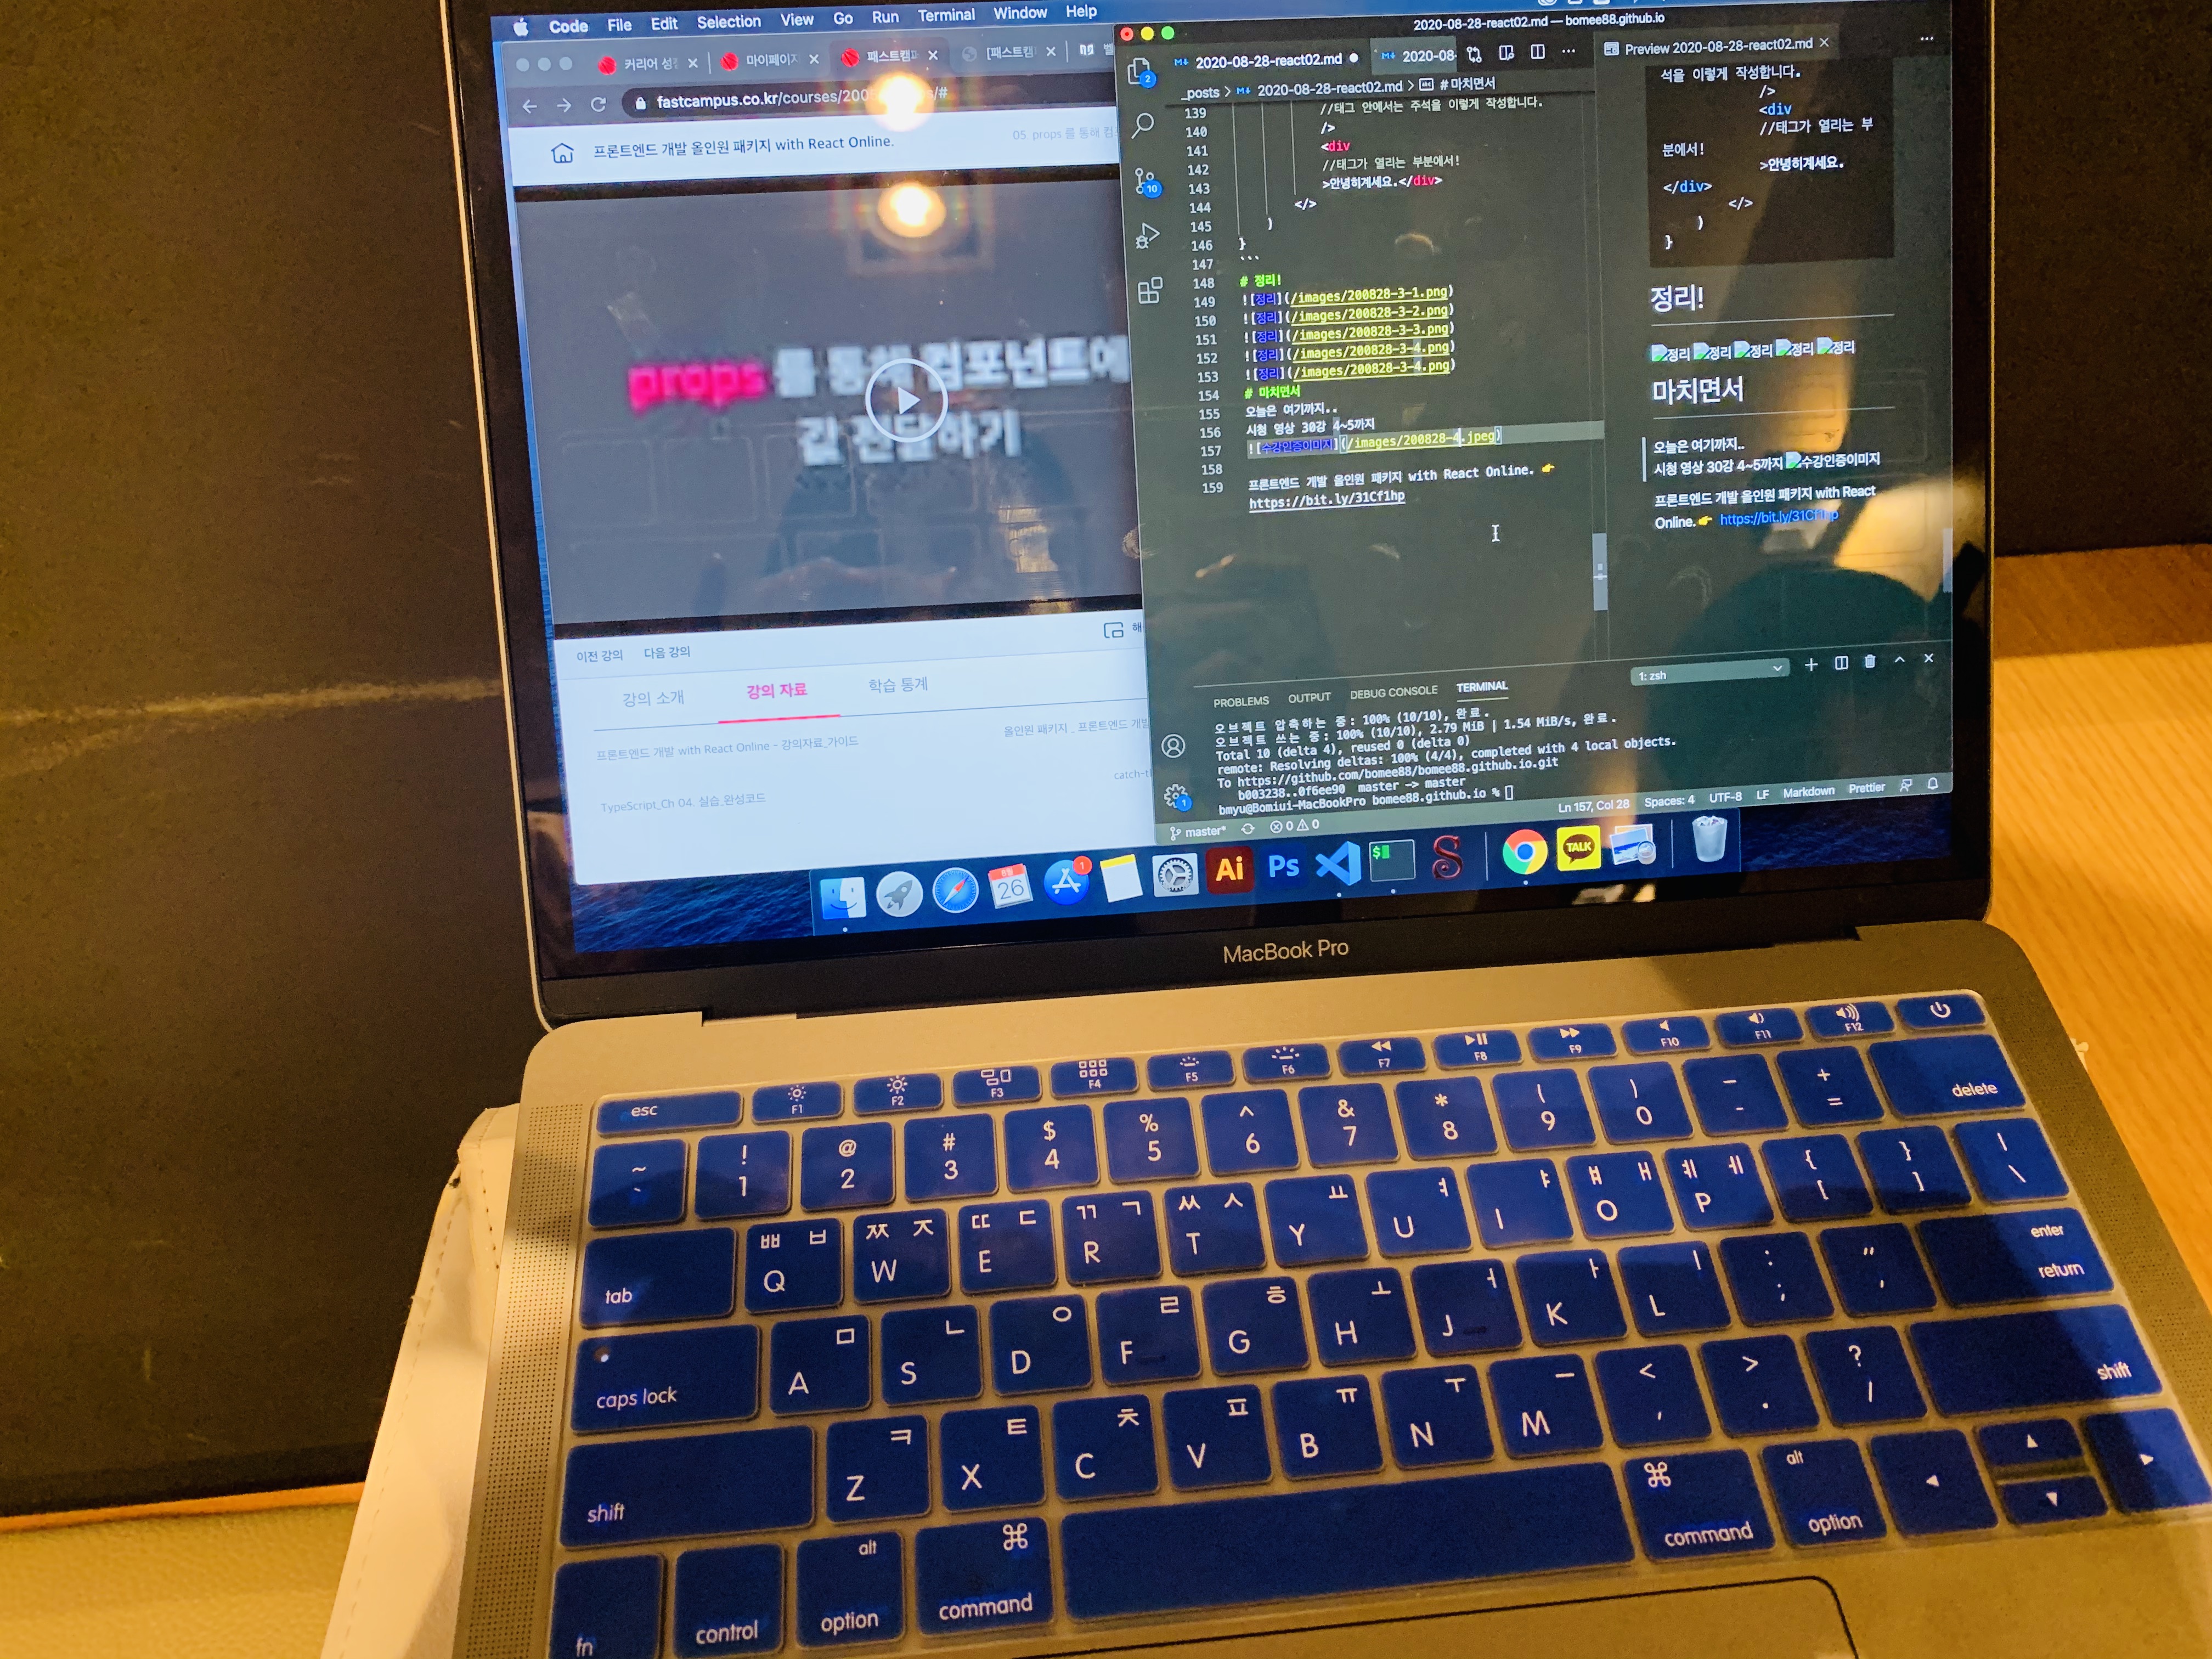 Code File Edit Selection View Go Run Terminal Window Help
커리어 성
마이페이지
패스트캠
[패스트캠
fastcampus.co.kr/courses/200
프론트엔드 개발 올인원 패키지 with React Online.
05. props 를 통해 컴
props 를 통해 컴포넌트에
값 전달하기
이전 강의 다음 강의
강의 소개 강의 자료 학습 통계
프론트엔드 개발 with React Online - 강의자료_가이드
올인원 패키지 _ 프론트엔드 개발
TypeScript_Ch 04. 실습_완성코드
2020-08-28-react02.md — bomee88.github.io
2020-08-28-react02.md
2020-08-
_posts > 2020-08-28-react02.md > # 마치면서
139 //태그 안에서는 주석을 이렇게 작성합니다.
140 />
141 <div
142 //태그가 열리는 부분에서!
143 >안녕히계세요.</div>
144 </>
145 )
146 }
147 ```
148 # 정리!
149 ![정리](/images/200828-3-1.png)
150 ![정리](/images/200828-3-2.png)
151 ![정리](/images/200828-3-3.png)
152 ![정리](/images/200828-3-4.png)
153 ![정리](/images/200828-3-4.png)
154 # 마치면서
155 오늘은 여기까지..
156 시청 영상 30강 4~5까지
157 ![수강인증이미지](/images/200828-4.jpeg)
158
159 프론트엔드 개발 올인원 패키지 with React Online. 👉
https://bit.ly/31Cf1hp
Preview 2020-08-28-react02.md
석을 이렇게 작성합니다.
/>
<div
//태그가 열리는 부
분에서!
>안녕히계세요.
</div>
</>
)
}
정리!
정리 정리 정리 정리 정리
마치면서
오늘은 여기까지..
시청 영상 30강 4~5까지 수강인증이미지
프론트엔드 개발 올인원 패키지 with React
Online. 👉 https://bit.ly/31Cf1hp
PROBLEMS OUTPUT DEBUG CONSOLE TERMINAL
1: zsh
오브젝트 압축하는 중: 100% (10/10), 완료.
오브젝트 쓰는 중: 100% (10/10), 2.79 MiB | 1.54 MiB/s, 완료.
Total 10 (delta 4), reused 0 (delta 0)
remote: Resolving deltas: 100% (4/4), completed with 4 local objects.
To https://github.com/bomee88/bomee88.github.io.git
b003238..0f6ee90 master -> master
bmyu@Bomiui-MacBookPro bomee88.github.io %
master* 0 0 Ln 157, Col 28 Spaces: 4 UTF-8 LF Markdown Prettier
26 1 Ai Ps TALK
MacBook Pro
esc F1 F2 F3 F4 F5 F6 F7 F8 F9 F10 F11 F12
~ ` ! 1 @ 2 # 3 $ 4 % 5 ^ 6 & 7 * 8 ( 9 ) 0 _ - + = delete
tab ㅃ ㅂ Q ㅉ ㅈ W ㄸ ㄷ E ㄲ ㄱ R ㅆ ㅅ T ㅛ Y ㅕ U ㅑ I ㅒ ㅐ O ㅖ ㅔ P { [ } ] | \
caps lock ㅁ A ㄴ S ㅇ D ㄹ F ㅎ G ㅗ H ㅓ J ㅏ K ㅣ L : ; " ' enter return
shift ㅋ Z ㅌ X ㅊ C ㅍ V ㅠ B ㅜ N ㅡ M < , > . ? / shift
fn control alt option ⌘ command ⌘ command alt option